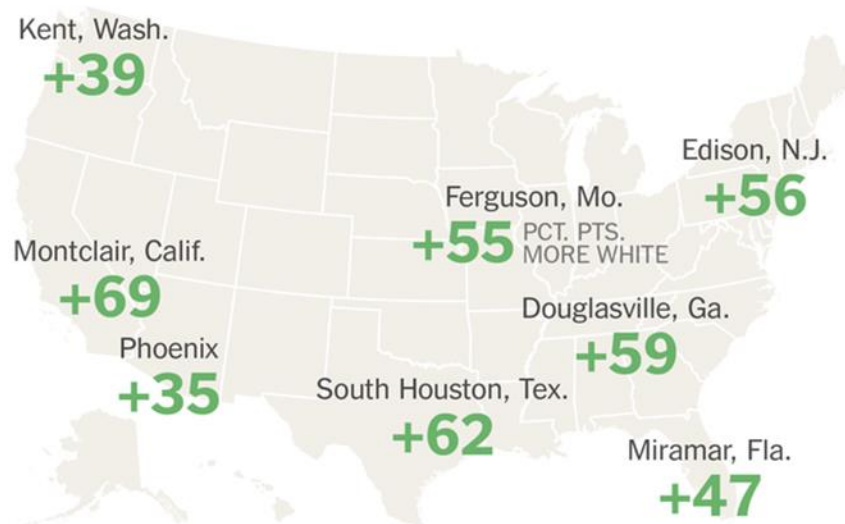 Kent, Wash.
+39
Edison, N.J.
+56
Ferguson, Mo.
+55 PCT. PTS.
MORE WHITE
Montclair, Calif.
+69
Douglasville, Ga.
+59
Phoenix
+35
South Houston, Tex.
+62
Miramar, Fla.
+47